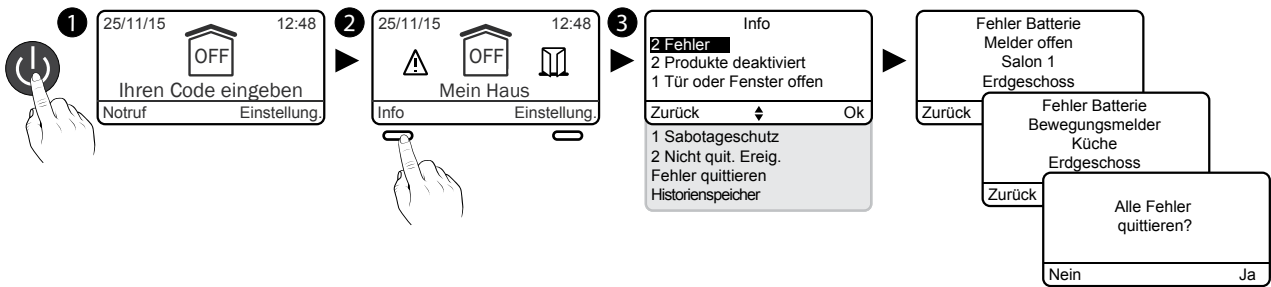 1
25/11/15 12:48
OFF
Ihren Code eingeben
Notruf Einstellung.
2
25/11/15 12:48
OFF
Mein Haus
Info Einstellung.
3
Info
2 Fehler
2 Produkte deaktiviert
1 Tür oder Fenster offen
Zurück Ok
1 Sabotageschutz
2 Nicht quit. Ereig.
Fehler quittieren
Historienspeicher
Fehler Batterie
Melder offen
Salon 1
Erdgeschoss
Zurück
Fehler Batterie
Bewegungsmelder
Küche
Erdgeschoss
Zurück
Alle Fehler
quittieren?
Nein Ja